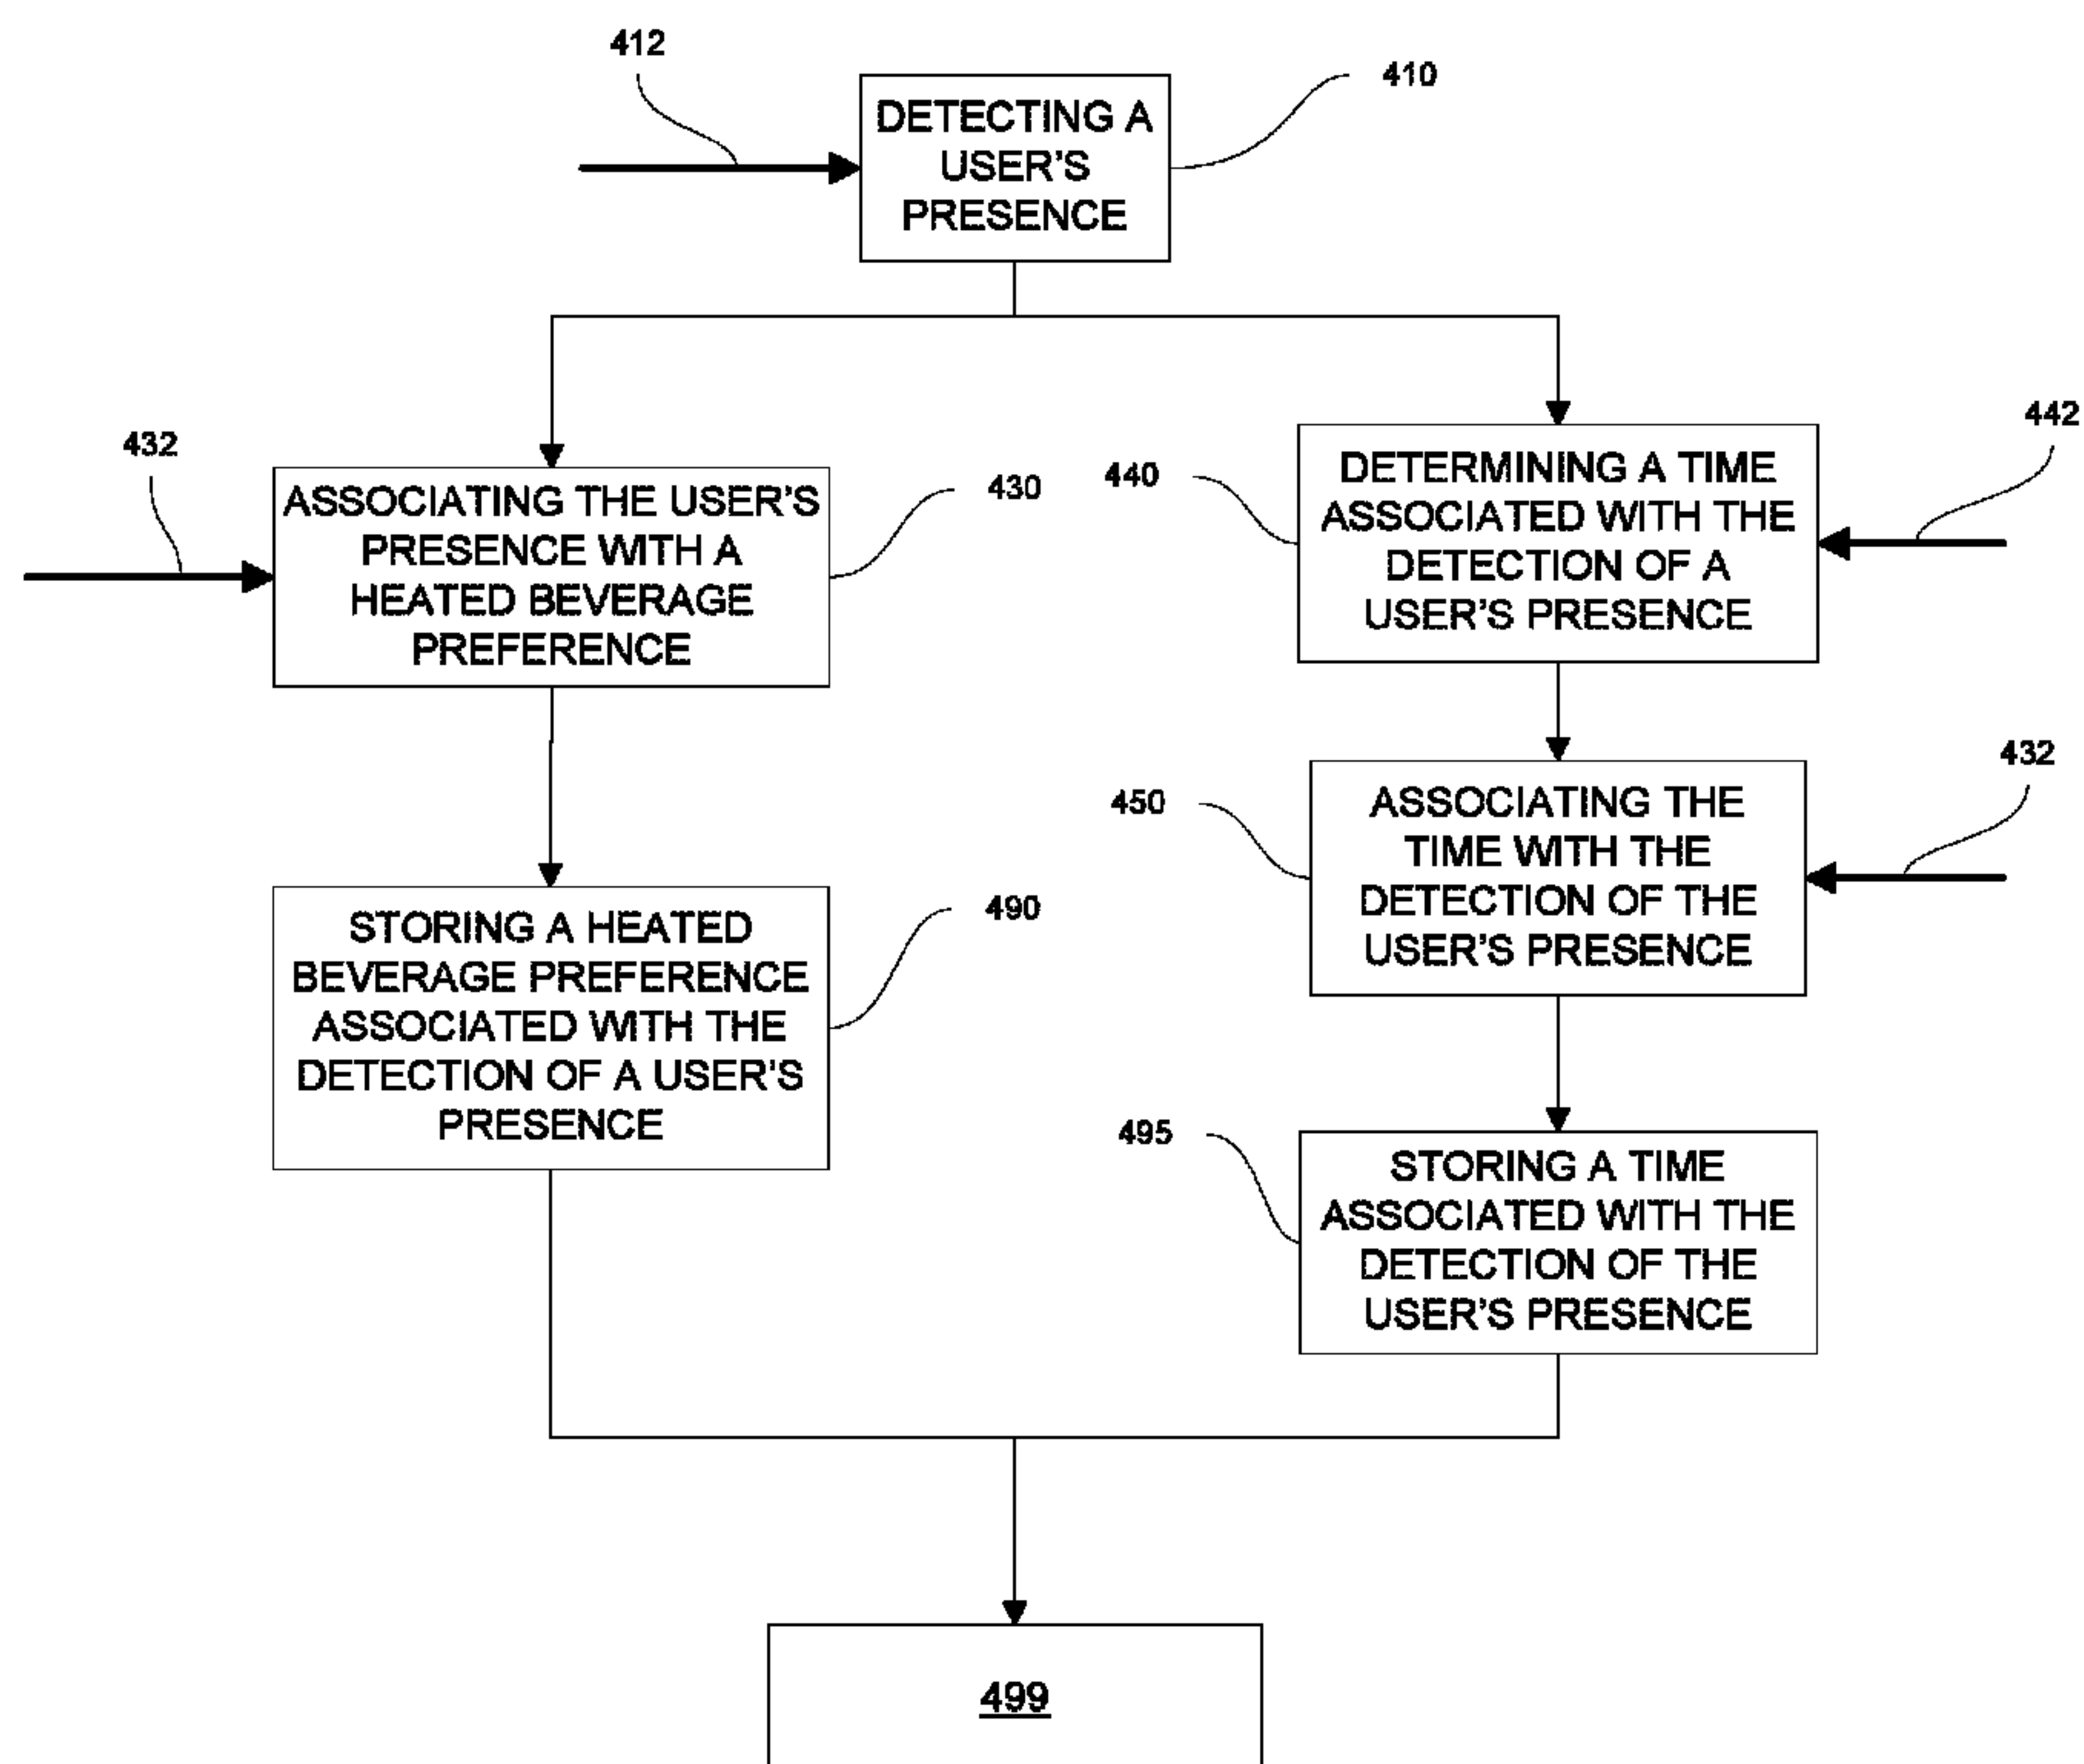 412
410
DETECTING A
USER'S
PRESENCE
432
ASSOCIATING THE USER'S
PRESENCE WITH A
HEATED BEVERAGE
PREFERENCE
430
440
DETERMINING A TIME
ASSOCIATED WITH THE
DETECTION OF A
USER'S PRESENCE
442
450
ASSOCIATING THE
TIME WITH THE
DETECTION OF THE
USER'S PRESENCE
432
STORING A HEATED
BEVERAGE PREFERENCE
ASSOCIATED WITH THE
DETECTION OF A USER'S
PRESENCE
490
495
STORING A TIME
ASSOCIATED WITH THE
DETECTION OF THE
USER'S PRESENCE
499